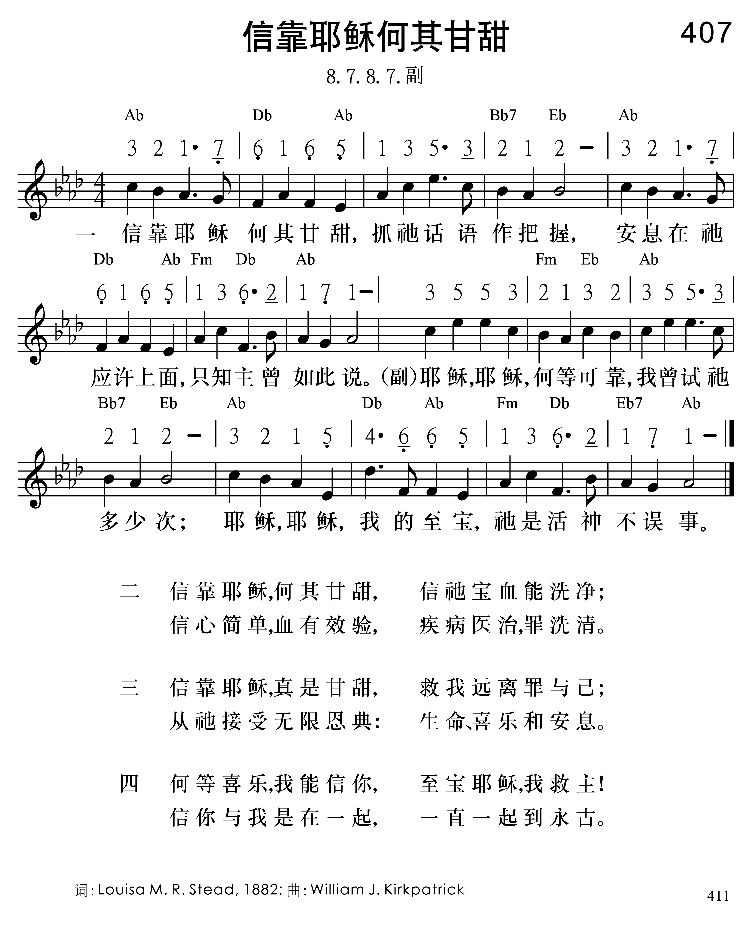 信靠耶稣何其甘甜 407
8.7.8.7.副
Ab Db Ab Bb7 Eb Ab
3 2 1· 7 | 6 1 6 5 | 1 3 5· 3 | 2 1 2 – | 3 2 1· 7 |
4 4
一 信靠耶稣 何其甘甜,抓祂话语 作把握, 安息在祂
Db Ab Fm Db Ab Fm Eb Ab
6 1 6 5 | 1 3 6· 2 | 1 7 1– | 3 5 5 3 | 2 1 3 2 | 3 5 5· 3 |
应许上面,只知主曾 如此说。(副)耶稣,耶稣,何等可靠,我曾试祂
Bb7 Eb Ab Db Ab Fm Db Eb7 Ab
2 1 2 – | 3 2 1 5 | 4· 6 6 5 | 1 3 6· 2 | 1 7 1 –
多少次; 耶稣,耶稣, 我的至宝, 祂是活神不误事。
二 信靠耶稣,何其甘甜, 信祂宝血能洗净;
信心简单,血有效验, 疾病医治,罪洗清。
三 信靠耶稣,真是甘甜, 救我远离罪与己;
从祂接受无限恩典: 生命、喜乐和安息。
四 何等喜乐,我能信你, 至宝耶稣,我救主!
信你与我是在一起, 一直一起到永古。
词:Louisa M. R. Stead, 1882; 曲:William J. Kirkpatrick
411